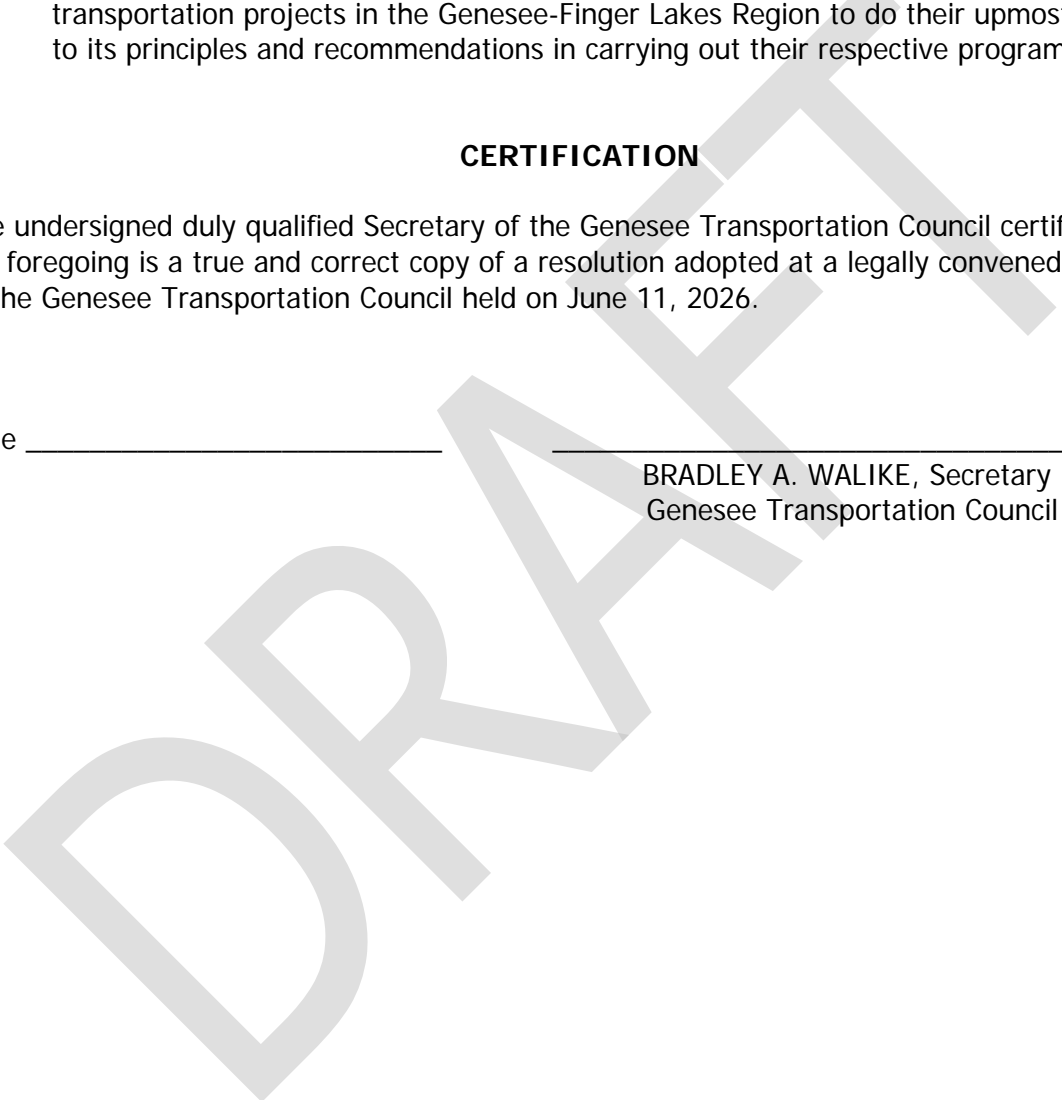 transportation projects in the Genesee-Finger Lakes Region to do their upmost
to its principles and recommendations in carrying out their respective program
CERTIFICATION
undersigned duly qualified Secretary of the Genesee Transportation Council certif
foregoing is a true and correct copy of a resolution adopted at a legally convened
he Genesee Transportation Council held on June 11, 2026.
e __________________________ ________________________________
BRADLEY A. WALIKE, Secretary
Genesee Transportation Council
DRAFT